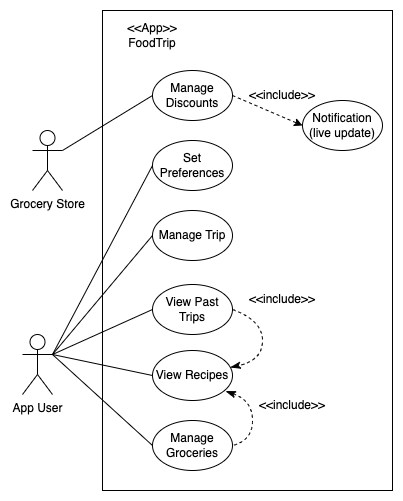 <<App>>
FoodTrip
Manage
Discounts
<<include>>
Notification
(live update)
Set
Preferences
Grocery Store
Manage Trip
View Past
Trips
<<include>>
App User
View Recipes
<<include>>
Manage
Groceries